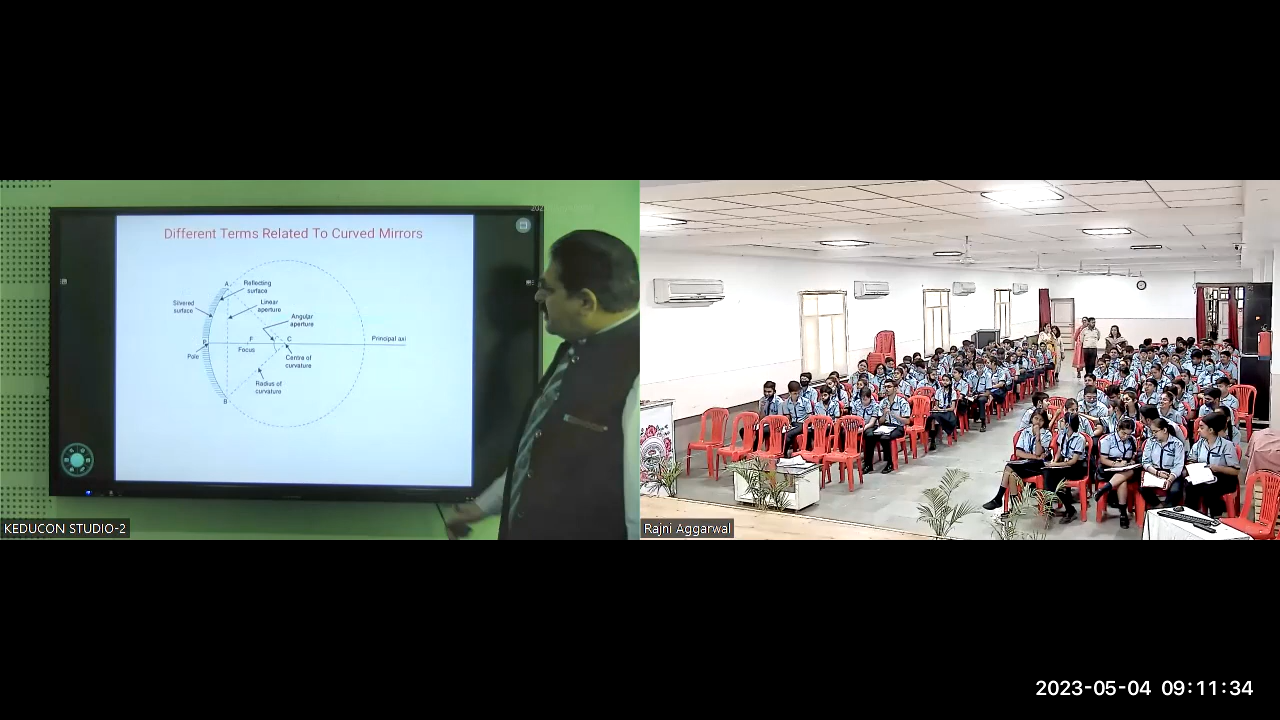 202
Different Terms Related To Curved Mirrors
A
Reflecting
surface
Silvered
surface
Linear
aperture
Angular
aperture
P
F
C
Principal axi
Focus
Pole
Centre of
curvature
Radius of
curvature
B
KEDUCON STUDIO-2
Rajni Aggarwal
2023-05-04 09:11:34